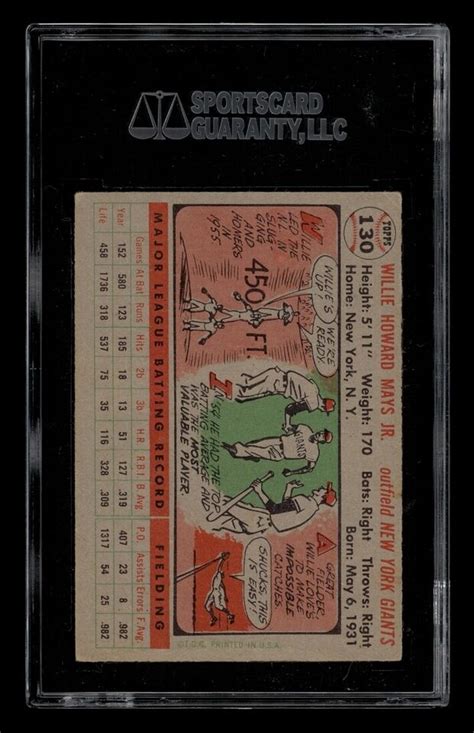 SPORTSCARD
GUARANTY, LLC
TOPPS
130
WILLIE HOWARD MAYS JR.
outfield NEW YORK GIANTS
Height: 5' 11" Weight: 170 Bats: Right Throws: Right
Home: New York, N. Y. Born: May 6, 1931
WILLIE
LED THE
N.L. IN
SLUG
GING
AND
HOMERS IN
1955.
450 FT.
WILLIE'S UP! WE'RE
READY
IN '54 HE HAD THE TOP
BATTING AVERAGE AND
WAS THE MOST
VALUABLE PLAYER
GIANTS
A GREAT
FIELDER,
WILLIE LOVES
TO MAKE
IMPOSSIBLE
CATCHES.
SHUCKS, THIS
IS EASY!
MAJOR LEAGUE BATTING RECORD FIELDING
Games At Bat Runs Hits 2b 3b H.R. R.B.I. B. Avg. P.O. Assists Errors F. Avg.
Year 152 580 123 185 18 13 51 127 .319 407 23 8 .982
Life 458 1736 318 537 75 35 116 328 .309 1317 54 25 .982
©T.C.G. PRINTED IN U.S.A.